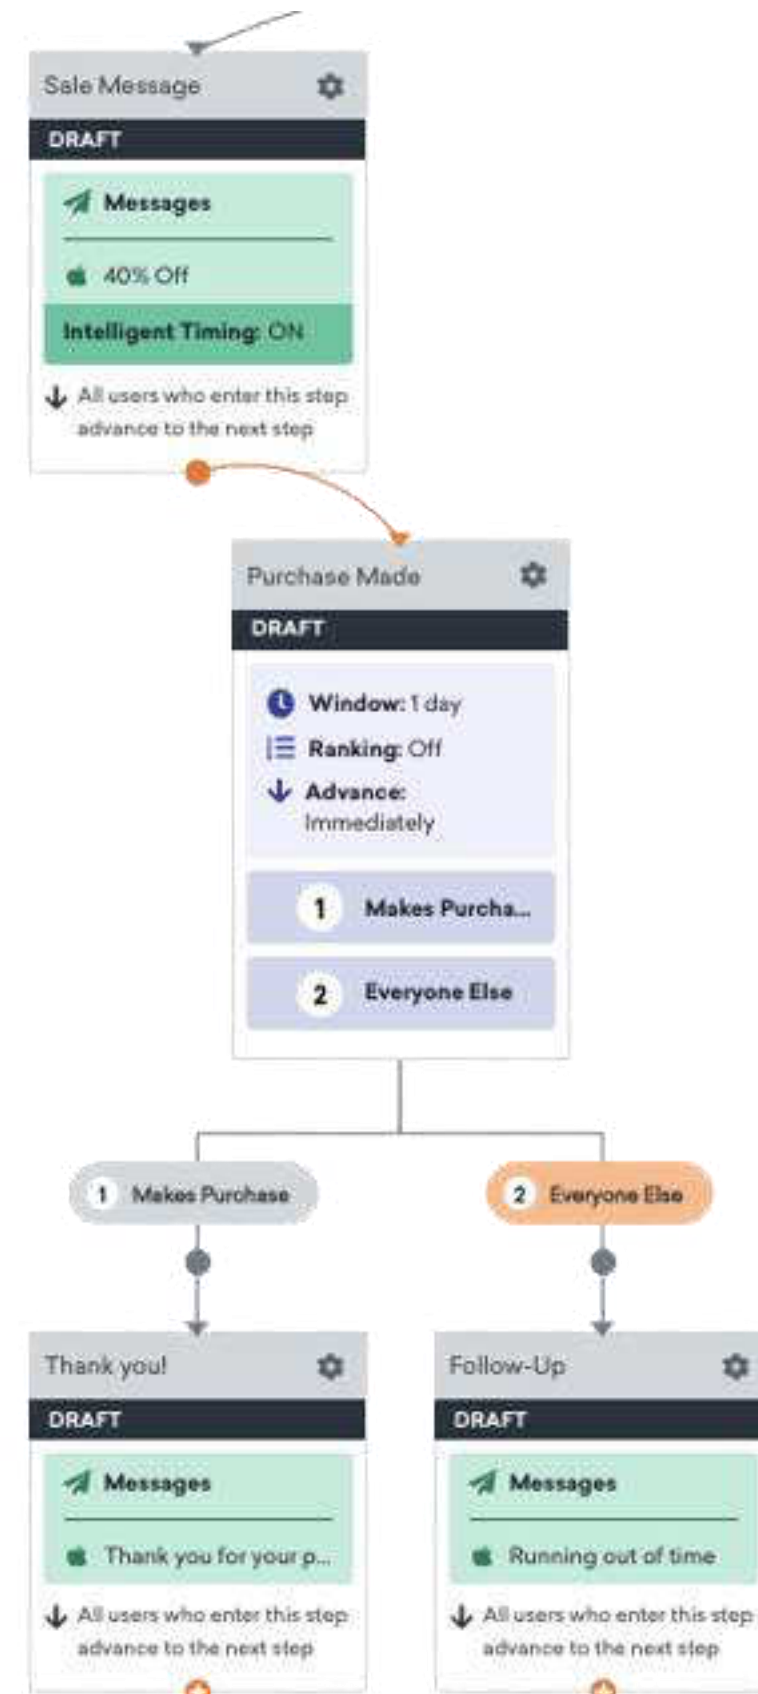 Sale Message
DRAFT
Messages
40% Off
Intelligent Timing: ON
All users who enter this step
advance to the next step
Purchase Made
DRAFT
Window: 1 day
Ranking: Off
Advance:
Immediately
1 Makes Purcha...
2 Everyone Else
1 Makes Purchase
2 Everyone Else
Thank you!
DRAFT
Messages
Thank you for your p...
All users who enter this step
advance to the next step
Follow-Up
DRAFT
Messages
Running out of time
All users who enter this step
advance to the next step